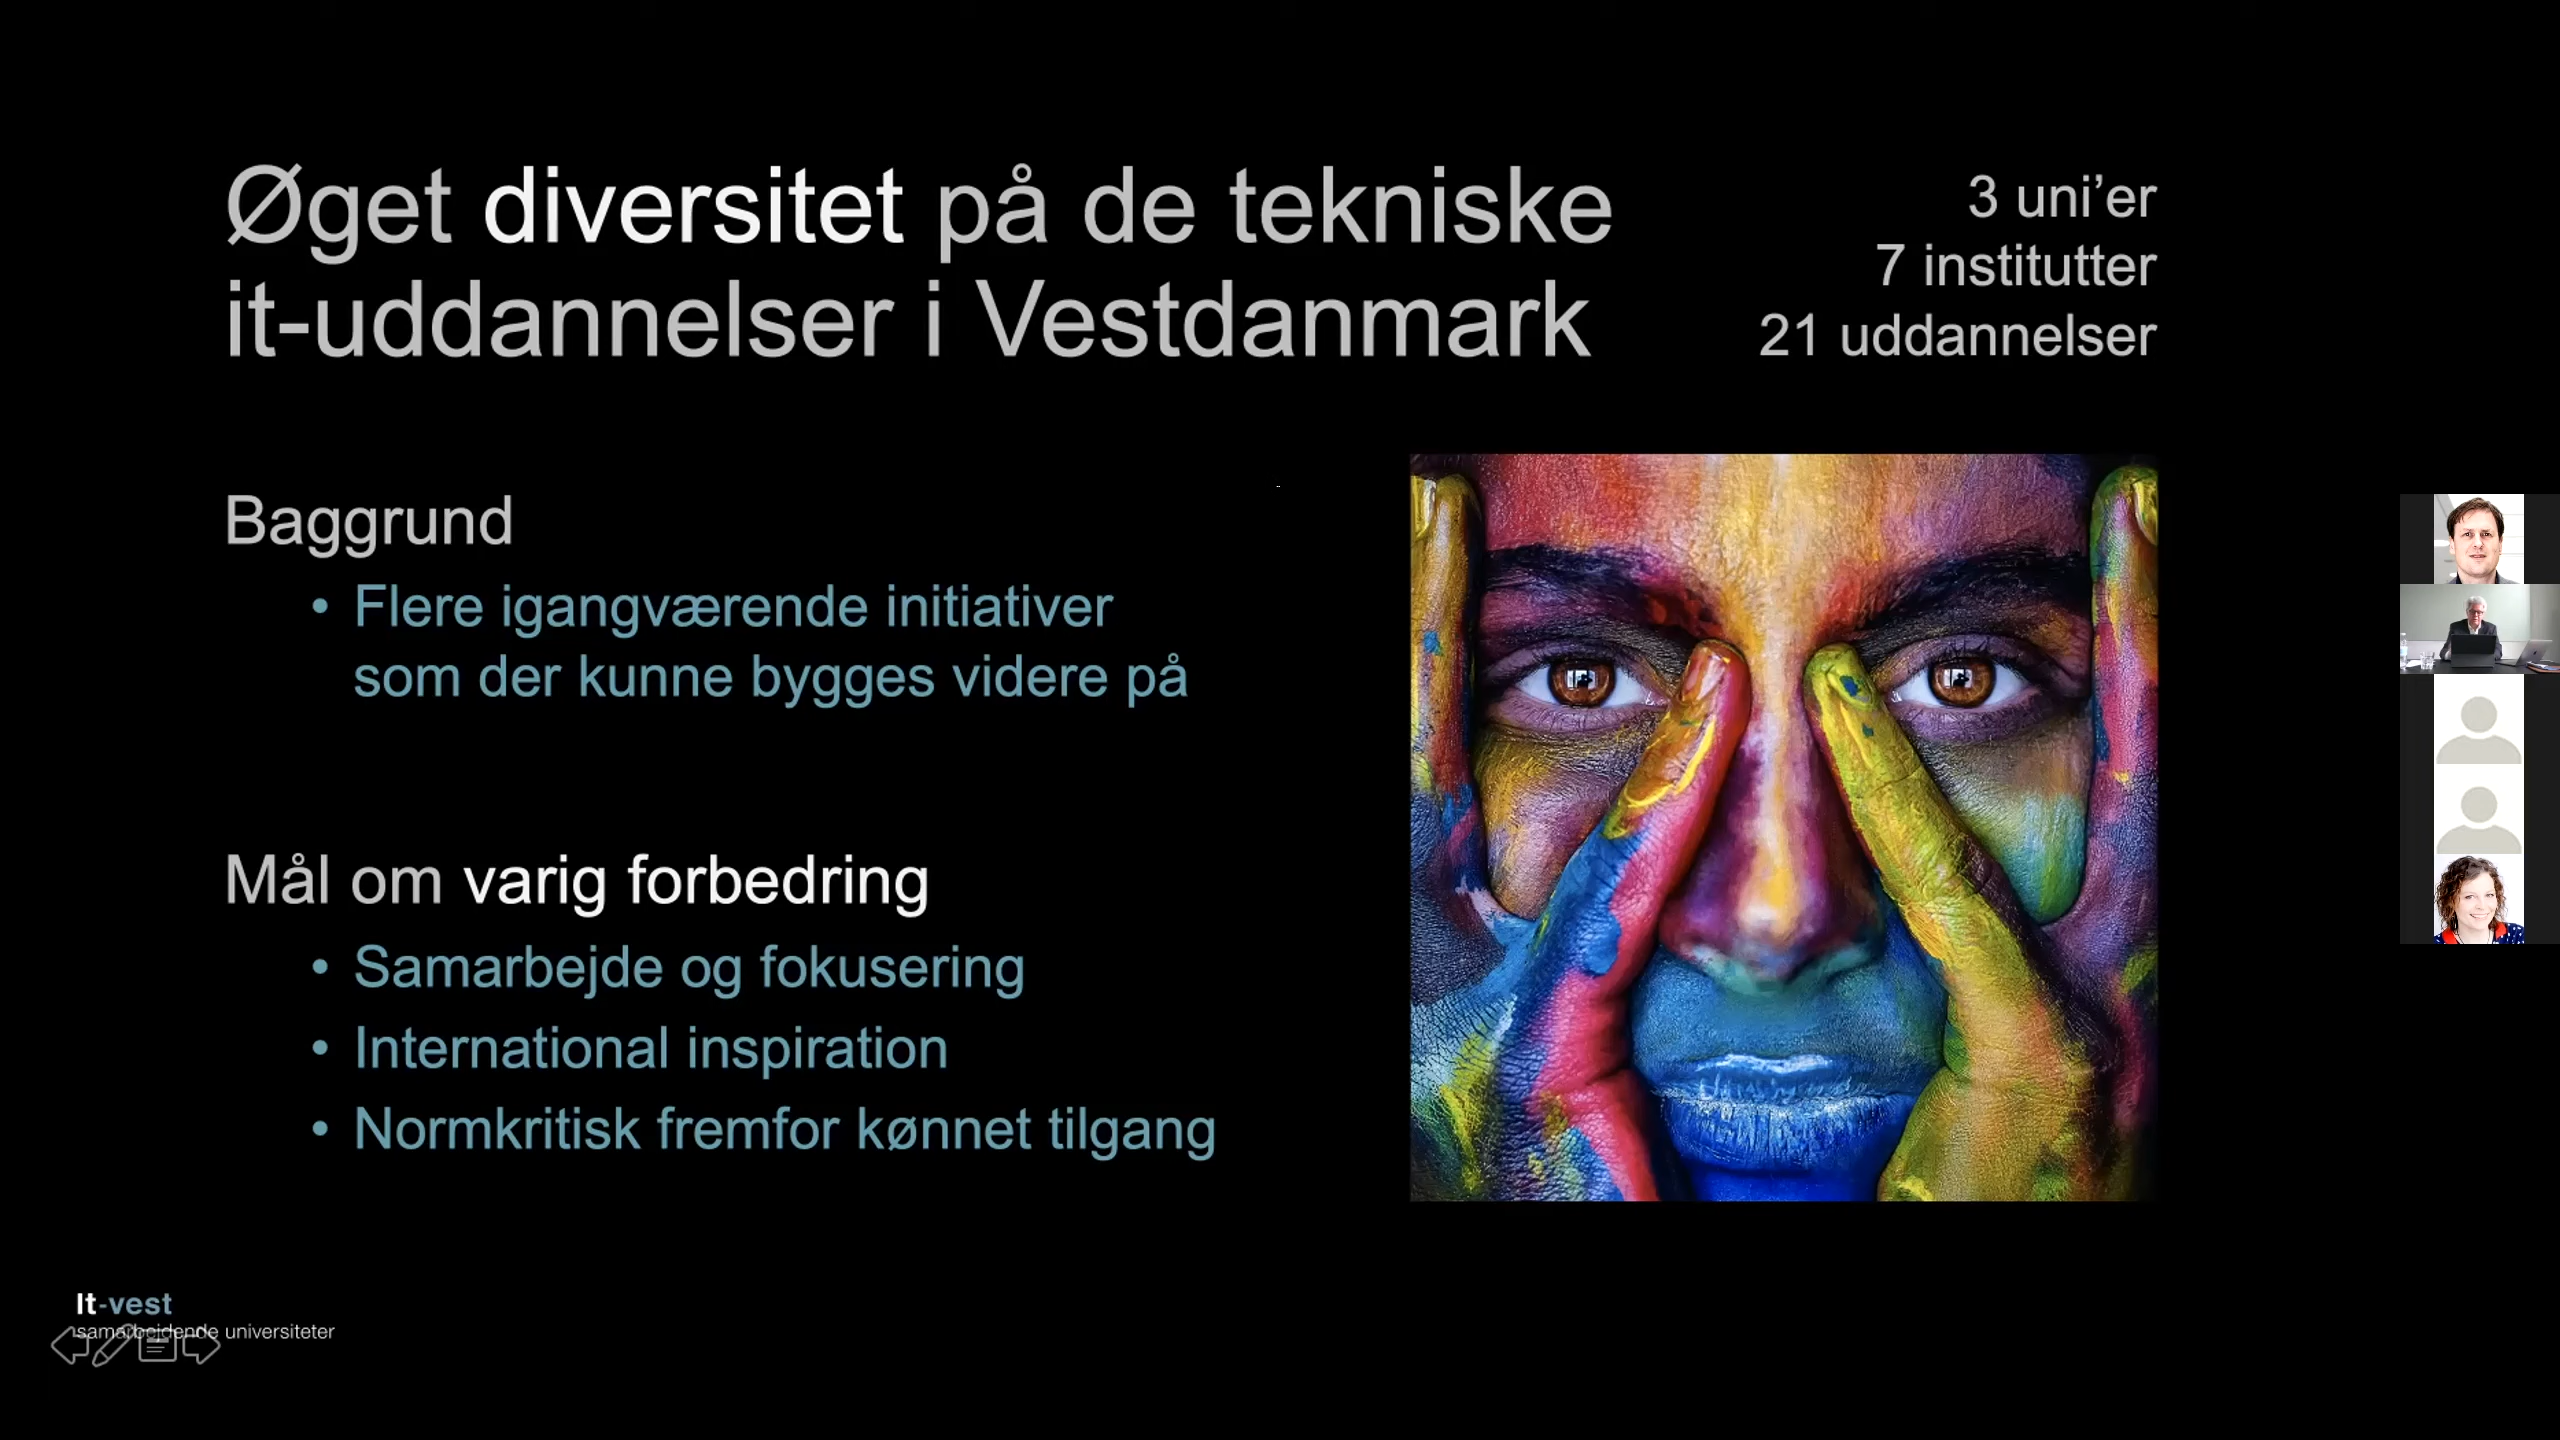 Øget diversitet på de tekniske
it-uddannelser i Vestdanmark
3 uni’er
7 institutter
21 uddannelser
Baggrund
• Flere igangværende initiativer
som der kunne bygges videre på
Mål om varig forbedring
• Samarbejde og fokusering
• International inspiration
• Normkritisk fremfor kønnet tilgang
It-vest
samarbejdende universiteter